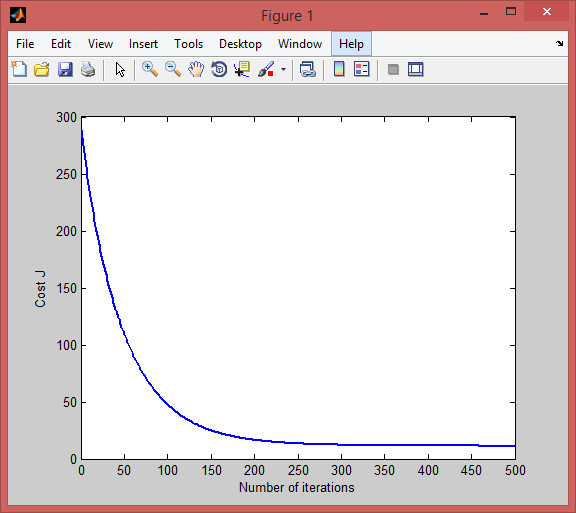 Figure 1
File Edit View Insert Tools Desktop Window Help
300
250
200
150
100
50
0
Cost J
0 50 100 150 200 250 300 350 400 450 500
Number of iterations